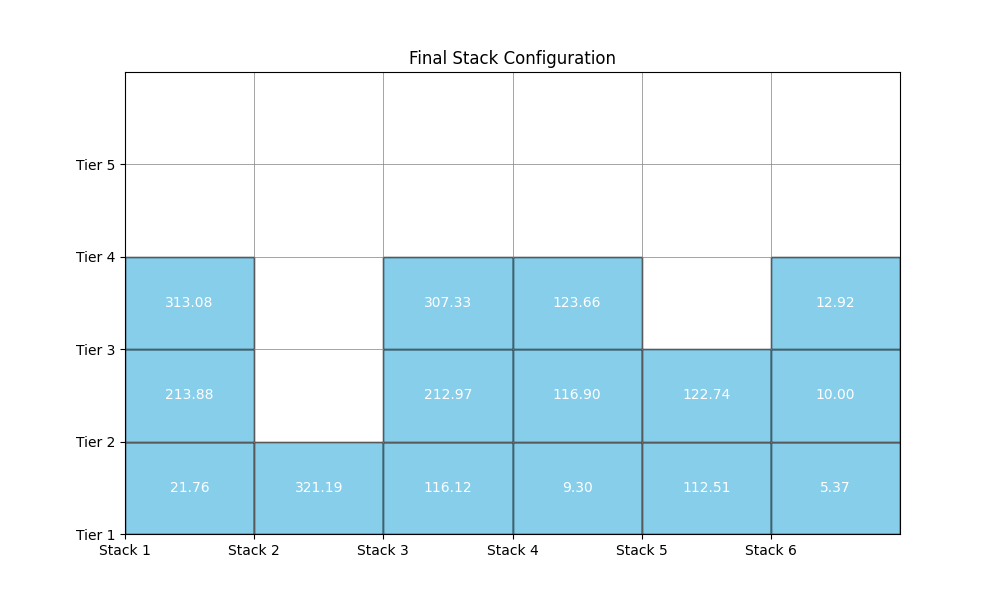 Final Stack Configuration
Tier 5
Tier 4
313.08 307.33 123.66 12.92
Tier 3
213.88 212.97 116.90 122.74 10.00
Tier 2
21.76 321.19 116.12 9.30 112.51 5.37
Tier 1
Stack 1 Stack 2 Stack 3 Stack 4 Stack 5 Stack 6